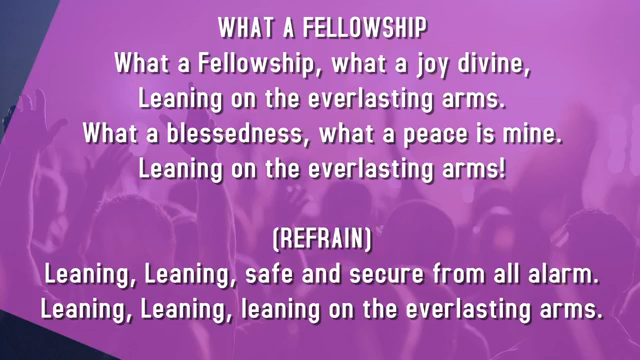 WHAT A FELLOWSHIP
What a Fellowship, what a joy divine,
Leaning on the everlasting arms.
What a blessedness, what a peace is mine.
Leaning on the everlasting arms!
(REFRAIN)
Leaning, Leaning, safe and secure from all alarm.
Leaning, Leaning, leaning on the everlasting arms.